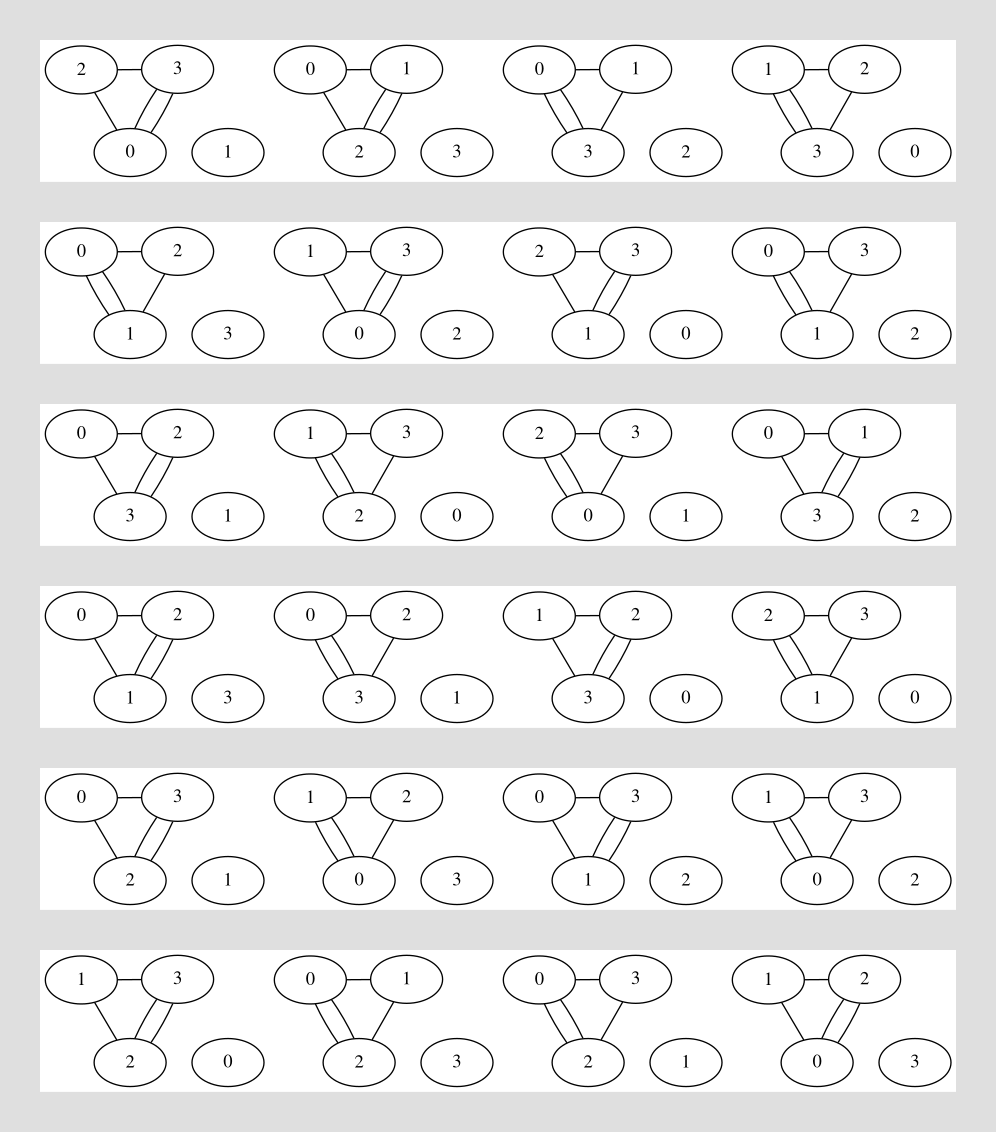 2 3 0 1 1 0 1 2
0 1 2 3 3 2 3 0
0 2 1 3 2 3 0 3
1 3 0 2 1 0 1 2
0 2 1 3 2 3 0 1
3 1 2 0 0 1 3 2
0 2 0 2 1 2 2 3
1 3 3 1 3 0 1 0
0 3 1 2 0 3 1 3
2 1 0 3 1 2 0 2
1 3 0 1 0 3 1 2
2 0 2 3 2 1 0 3